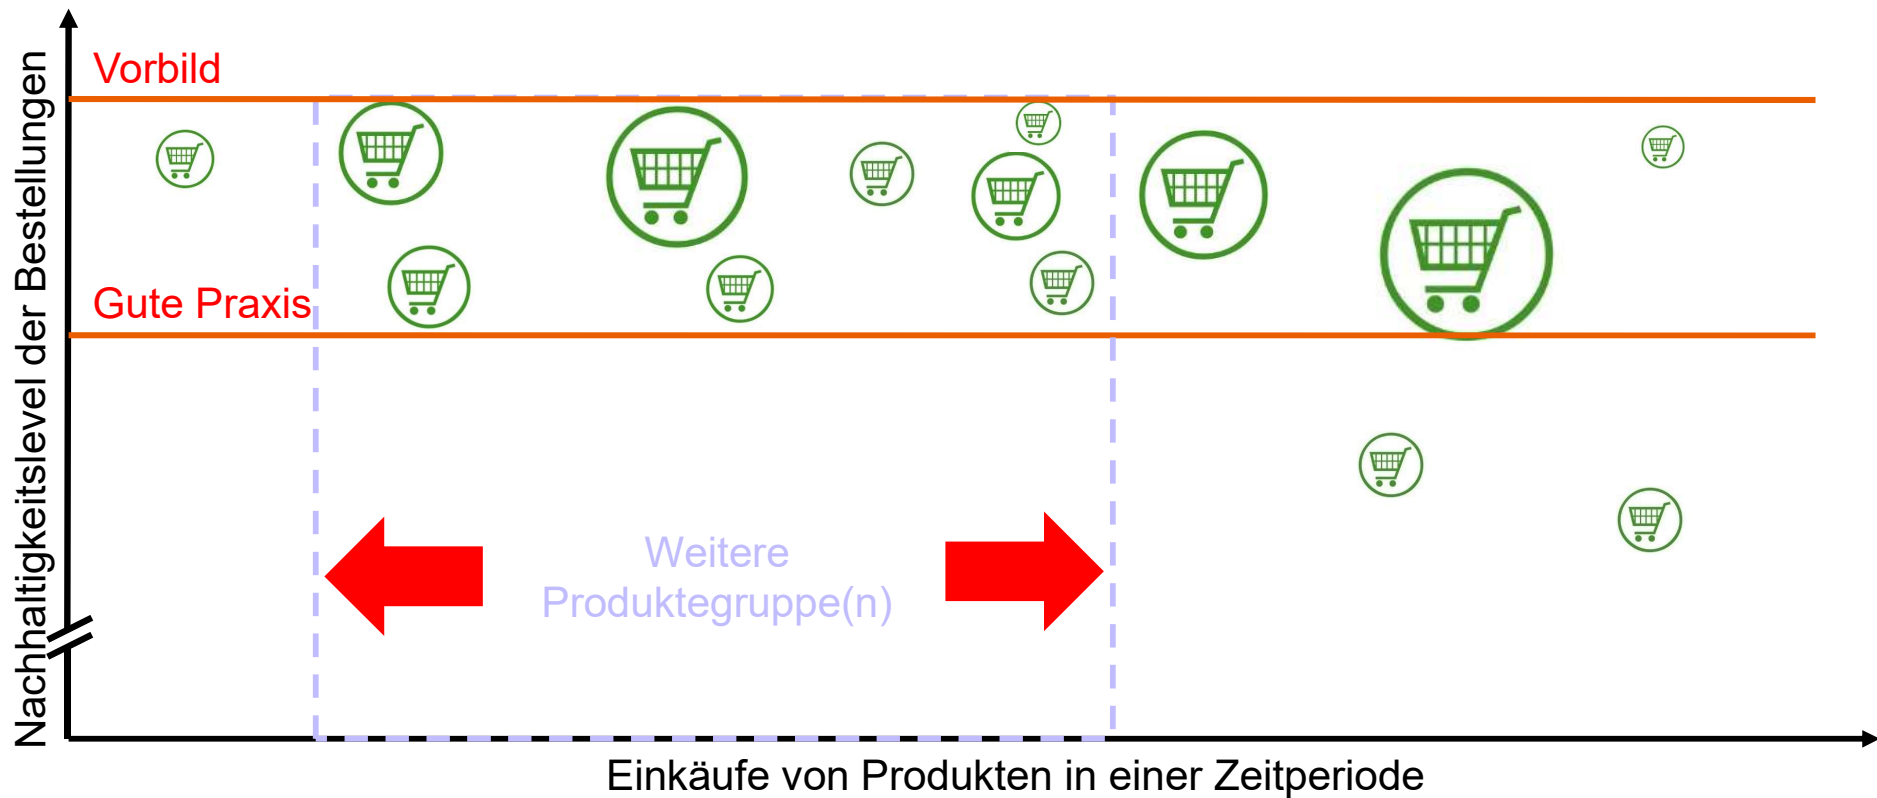 Vorbild
Gute Praxis
Nachhaltigkeitslevel der Bestellungen
Weitere
Produktegruppe(n)
Einkäufe von Produkten in einer Zeitperiode